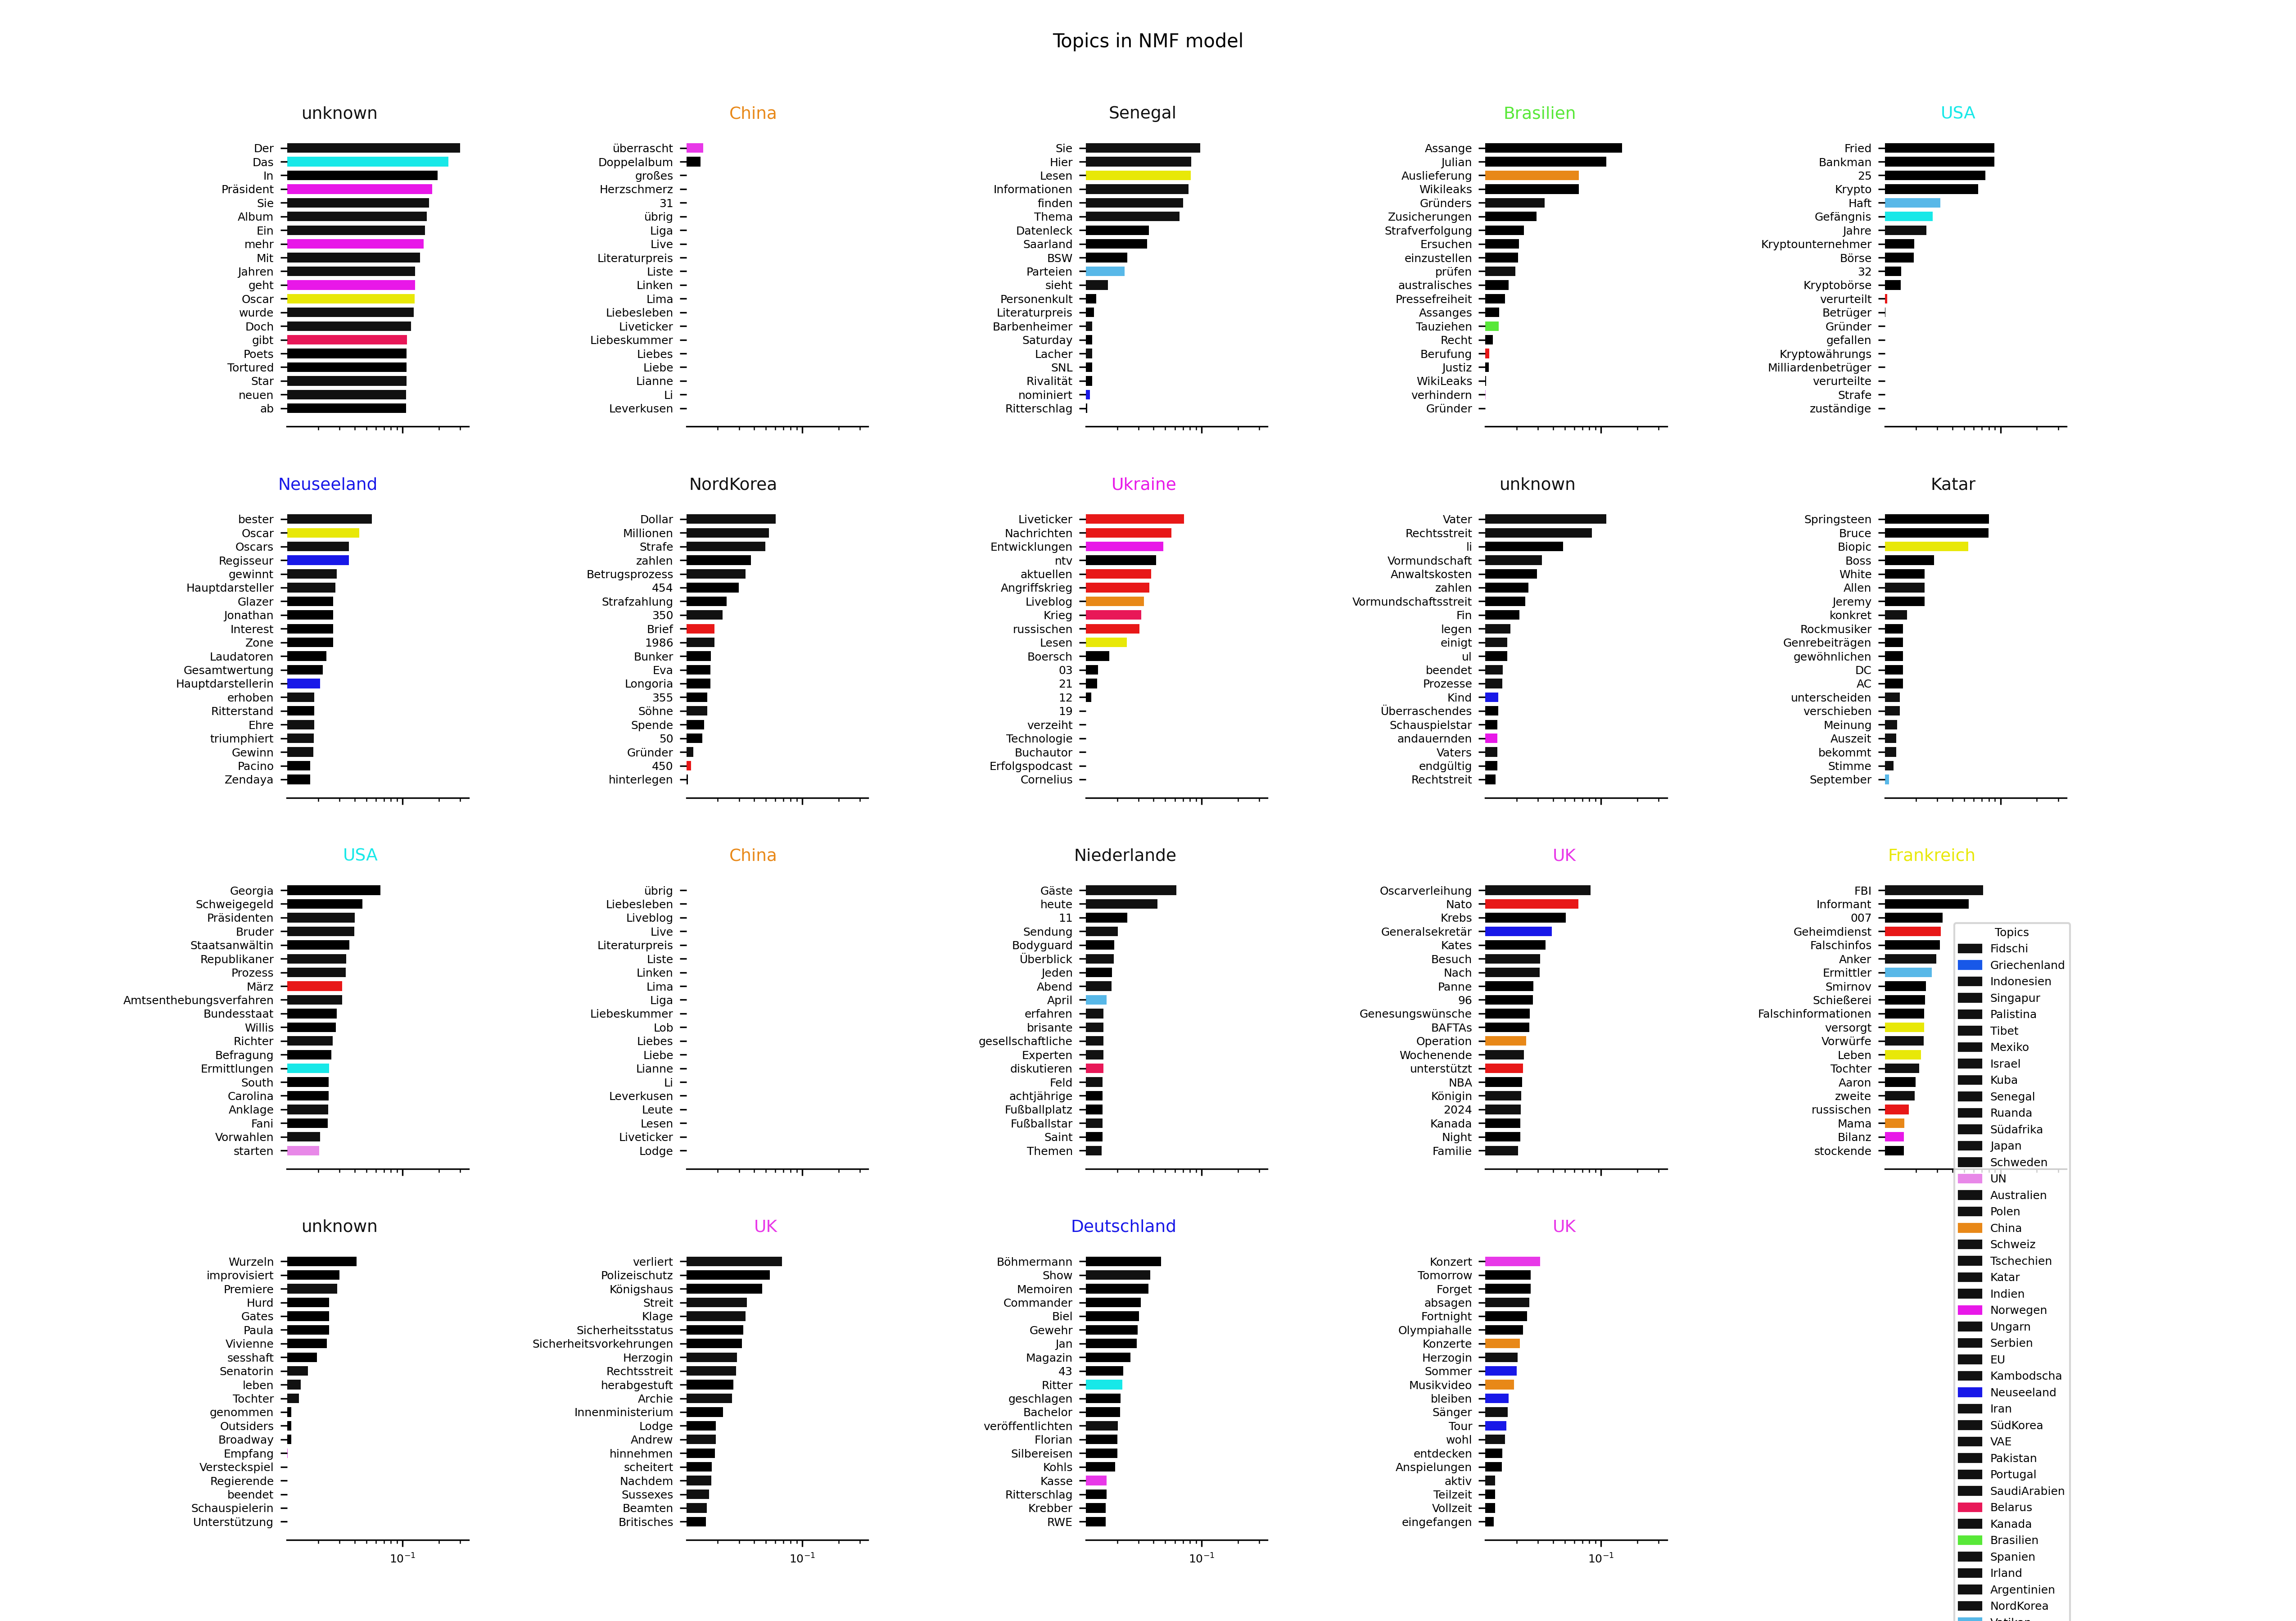 Topics in NMF model
unknown
Der
Das
In
Präsident
Sie
Album
Ein
mehr
Mit
Jahren
geht
Oscar
wurde
Doch
gibt
Poets
Tortured
Star
neuen
ab
China
überrascht
Doppelalbum
großes
Herzschmerz
31
übrig
Liga
Live
Literaturpreis
Liste
Linken
Lima
Liebesleben
Liveticker
Liebeskummer
Liebes
Liebe
Lianne
Li
Leverkusen
Senegal
Sie
Hier
Lesen
Informationen
finden
Thema
Datenleck
Saarland
BSW
Parteien
sieht
Personenkult
Literaturpreis
Barbenheimer
Saturday
Lacher
SNL
Rivalität
nominiert
Ritterschlag
Brasilien
Assange
Julian
Auslieferung
Wikileaks
Gründers
Zusicherungen
Strafverfolgung
Ersuchen
einzustellen
prüfen
australisches
Pressefreiheit
Assanges
Tauziehen
Recht
Berufung
Justiz
WikiLeaks
verhindern
Gründer
USA
Fried
Bankman
25
Krypto
Haft
Gefängnis
Jahre
Kryptounternehmer
Börse
32
Kryptobörse
verurteilt
Betrüger
Gründer
gefallen
Kryptowährungs
Milliardenbetrüger
verurteilte
Strafe
zuständige
Neuseeland
bester
Oscar
Oscars
Regisseur
gewinnt
Hauptdarsteller
Glazer
Jonathan
Interest
Zone
Laudatoren
Gesamtwertung
Hauptdarstellerin
erhoben
Ritterstand
Ehre
triumphiert
Gewinn
Pacino
Zendaya
NordKorea
Dollar
Millionen
Strafe
zahlen
Betrugsprozess
454
Strafzahlung
350
Brief
1986
Bunker
Eva
Longoria
355
Söhne
Spende
50
Gründer
450
hinterlegen
Ukraine
Liveticker
Nachrichten
Entwicklungen
ntv
aktuellen
Angriffskrieg
Liveblog
Krieg
russischen
Lesen
Boersch
03
21
12
19
verzeiht
Technologie
Buchautor
Erfolgspodcast
Cornelius
unknown
Vater
Rechtsstreit
li
Vormundschaft
Anwaltskosten
zahlen
Vormundschaftsstreit
Fin
legen
einigt
ul
beendet
Prozesse
Kind
Überraschendes
Schauspielstar
andauernden
Vaters
endgültig
Rechtstreit
Katar
Springsteen
Bruce
Biopic
Boss
White
Allen
Jeremy
konkret
Rockmusiker
Genrebeiträgen
gewöhnlichen
DC
AC
unterscheiden
verschieben
Meinung
Auszeit
bekommt
Stimme
September
USA
Georgia
Schweigegeld
Präsidenten
Bruder
Staatsanwältin
Republikaner
Prozess
März
Amtsenthebungsverfahren
Bundesstaat
Willis
Richter
Befragung
Ermittlungen
South
Carolina
Anklage
Fani
Vorwahlen
starten
China
übrig
Liebesleben
Liveblog
Live
Literaturpreis
Liste
Linken
Lima
Liga
Liebeskummer
Lob
Liebes
Liebe
Lianne
Li
Leverkusen
Leute
Lesen
Liveticker
Lodge
Niederlande
Gäste
heute
11
Sendung
Bodyguard
Überblick
Jeden
Abend
April
erfahren
brisante
gesellschaftliche
Experten
diskutieren
Feld
achtjährige
Fußballplatz
Fußballstar
Saint
Themen
UK
Oscarverleihung
Nato
Krebs
Generalsekretär
Kates
Besuch
Nach
Panne
96
Genesungswünsche
BAFTAs
Operation
Wochenende
unterstützt
NBA
Königin
2024
Kanada
Night
Familie
Frankreich
FBI
Informant
007
Geheimdienst
Falschinfos
Anker
Ermittler
Smirnov
Schießerei
Falschinformationen
versorgt
Vorwürfe
Leben
Tochter
Aaron
zweite
russischen
Mama
Bilanz
stockende
unknown
Wurzeln
improvisiert
Premiere
Hurd
Gates
Paula
Vivienne
sesshaft
Senatorin
leben
Tochter
genommen
Outsiders
Broadway
Empfang
Versteckspiel
Regierende
beendet
Schauspielerin
Unterstützung
10⁻¹
UK
verliert
Polizeischutz
Königshaus
Streit
Klage
Sicherheitsstatus
Sicherheitsvorkehrungen
Herzogin
Rechtsstreit
herabgestuft
Archie
Innenministerium
Lodge
Andrew
hinnehmen
scheitert
Nachdem
Sussexes
Beamten
Britisches
10⁻¹
Deutschland
Böhmermann
Show
Memoiren
Commander
Biel
Gewehr
Jan
Magazin
43
Ritter
geschlagen
Bachelor
veröffentlichten
Florian
Silbereisen
Kohls
Kasse
Ritterschlag
Krebber
RWE
10⁻¹
UK
Konzert
Tomorrow
Forget
absagen
Fortnight
Olympiahalle
Konzerte
Herzogin
Sommer
Musikvideo
bleiben
Sänger
Tour
wohl
entdecken
Anspielungen
aktiv
Teilzeit
Vollzeit
eingefangen
10⁻¹
Topics
Fidschi
Griechenland
Indonesien
Singapur
Palistina
Tibet
Mexiko
Israel
Kuba
Senegal
Ruanda
Südafrika
Japan
Schweden
UN
Australien
Polen
China
Schweiz
Tschechien
Katar
Indien
Norwegen
Ungarn
Serbien
EU
Kambodscha
Neuseeland
Iran
SüdKorea
VAE
Pakistan
Portugal
SaudiArabien
Belarus
Kanada
Brasilien
Spanien
Irland
Argentinien
NordKorea